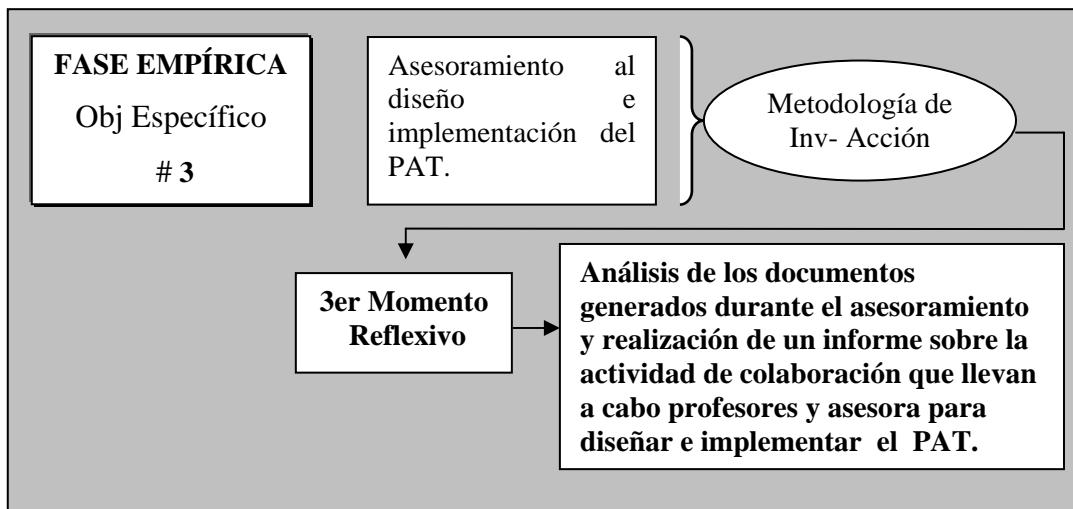 FASE EMPÍRICA
Obj Específico
# 3
Asesoramiento al
diseño e
implementación del
PAT.
Metodología de
Inv- Acción
3er Momento
Reflexivo
Análisis de los documentos
generados durante el asesoramiento
y realización de un informe sobre la
actividad de colaboración que llevan
a cabo profesores y asesora para
diseñar e implementar el PAT.